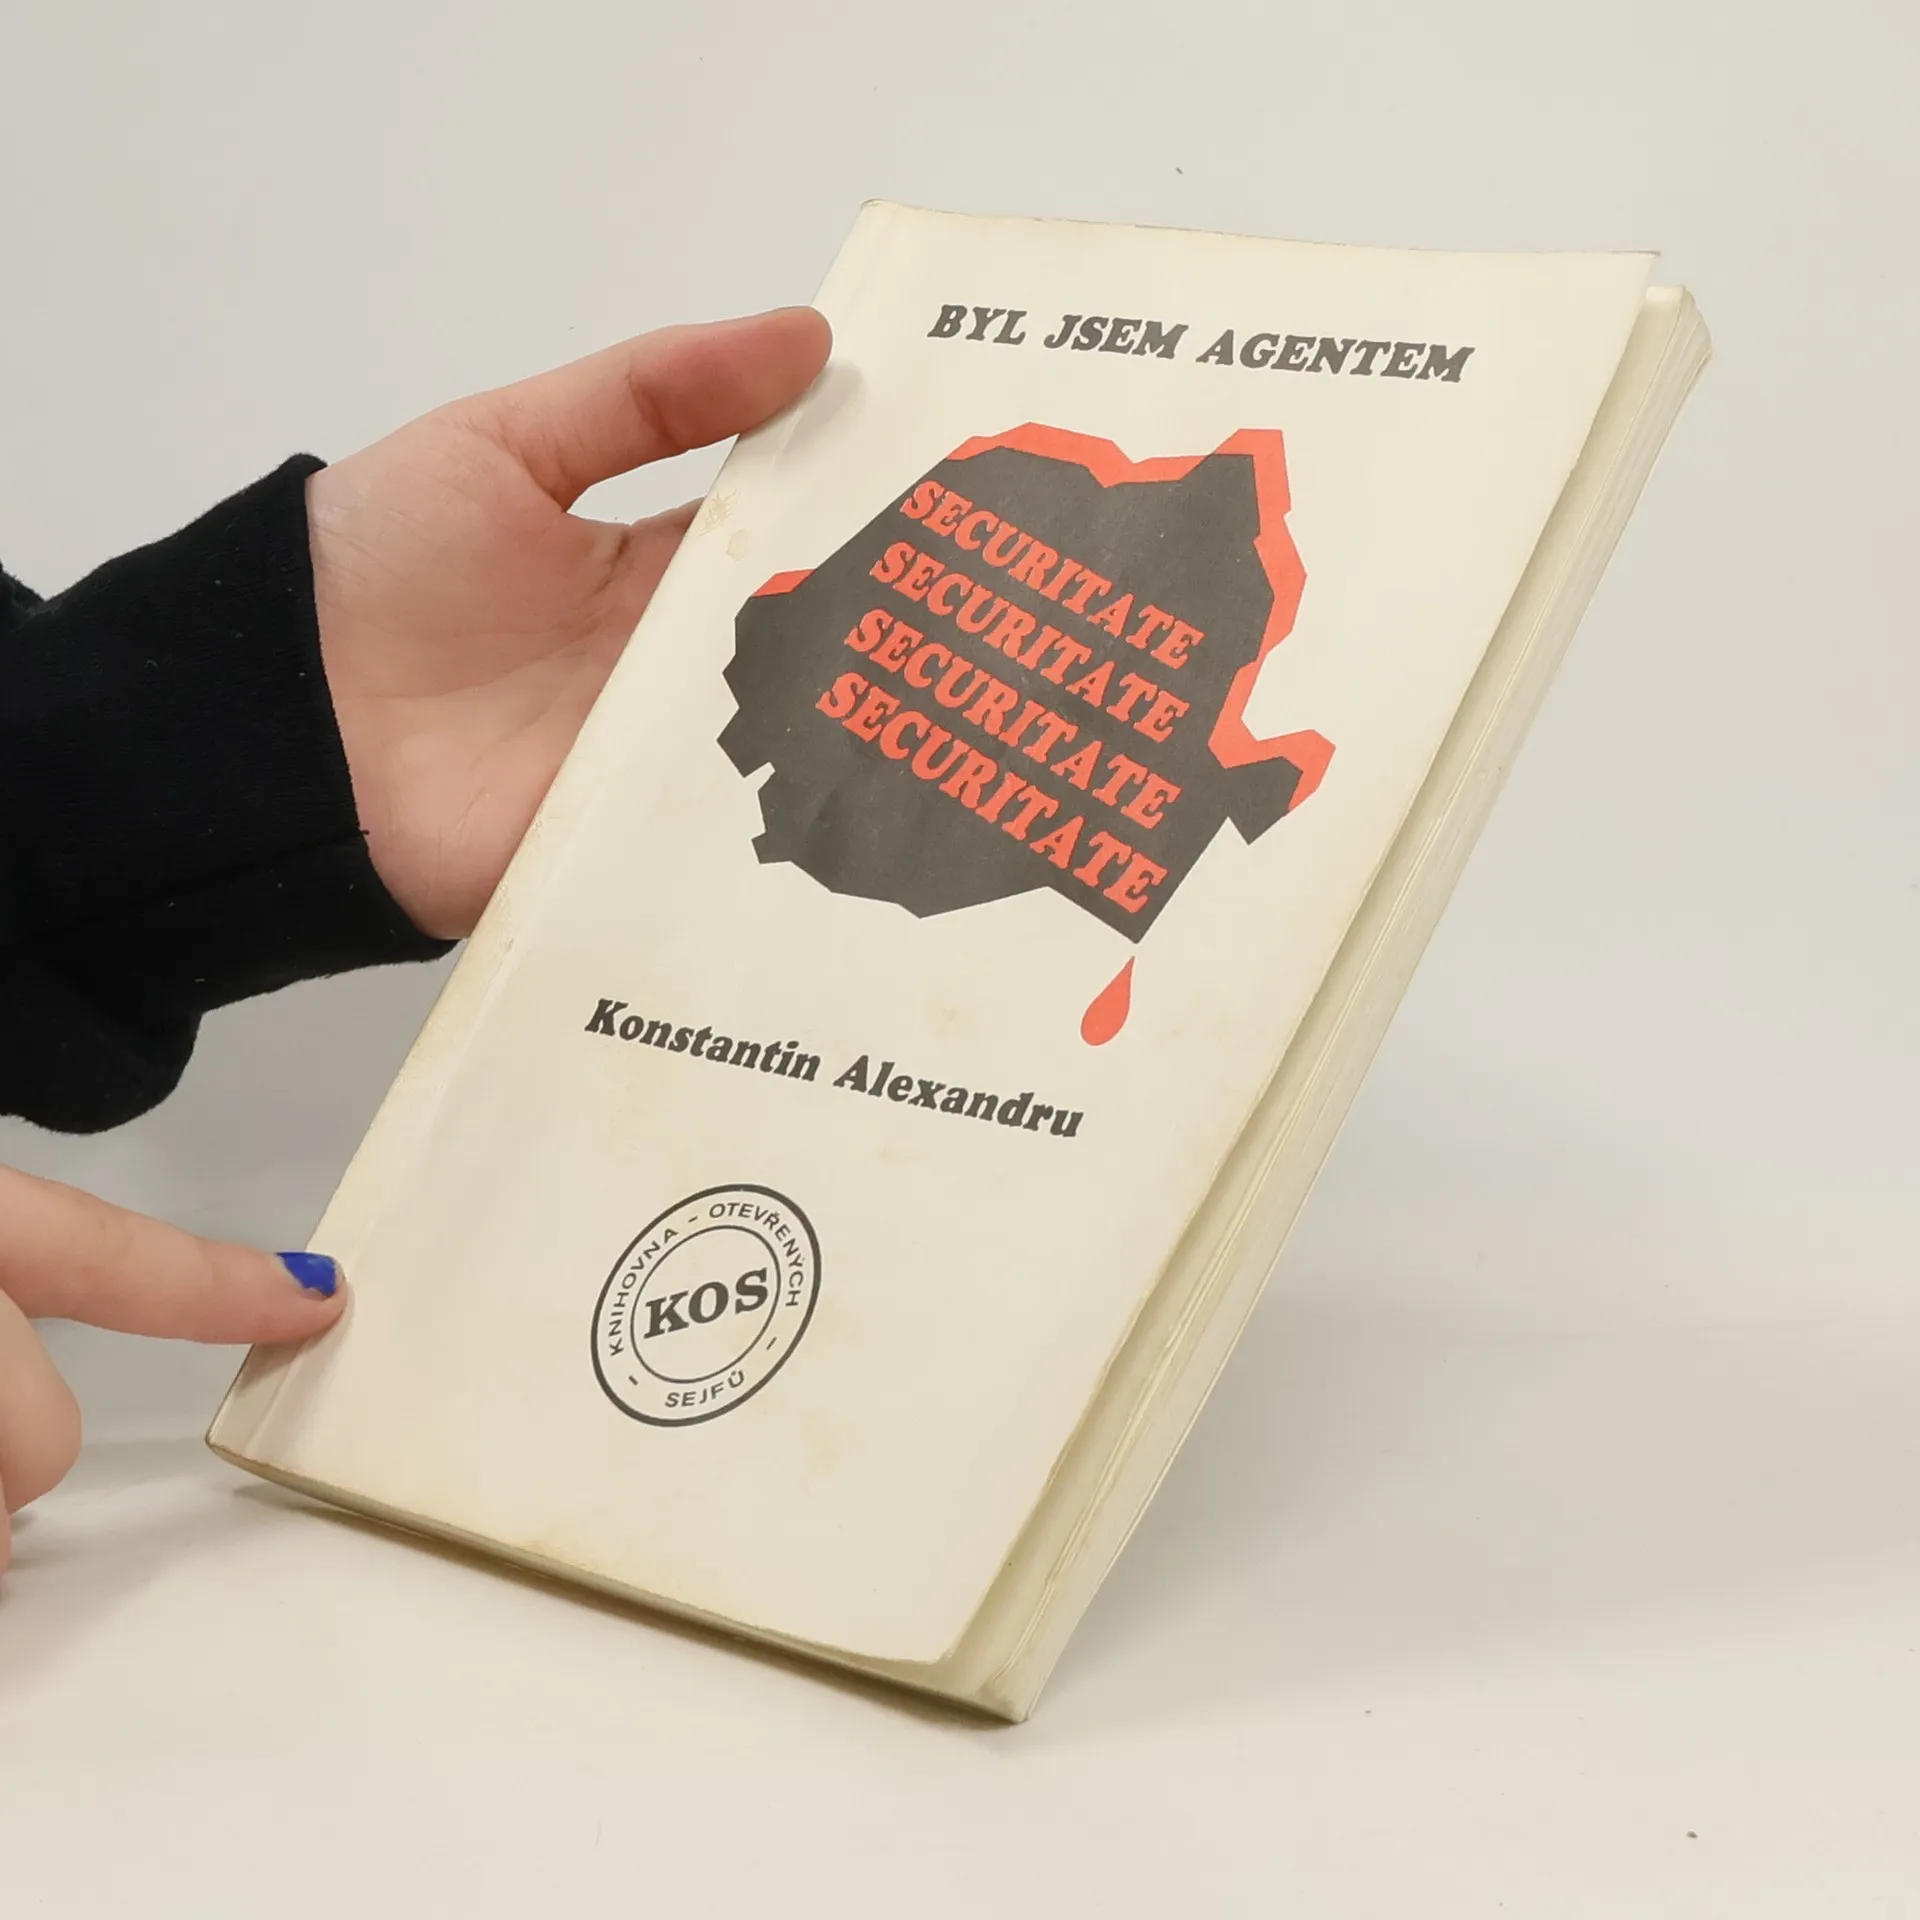 BYL JSEM AGENTEM
SECURITATE
SECURITATE
SECURITATE
SECURITATE
Konstantin Alexandru
KNIHOVNA - OTEVŘENÝCH -
KOS
- SEJFŮ